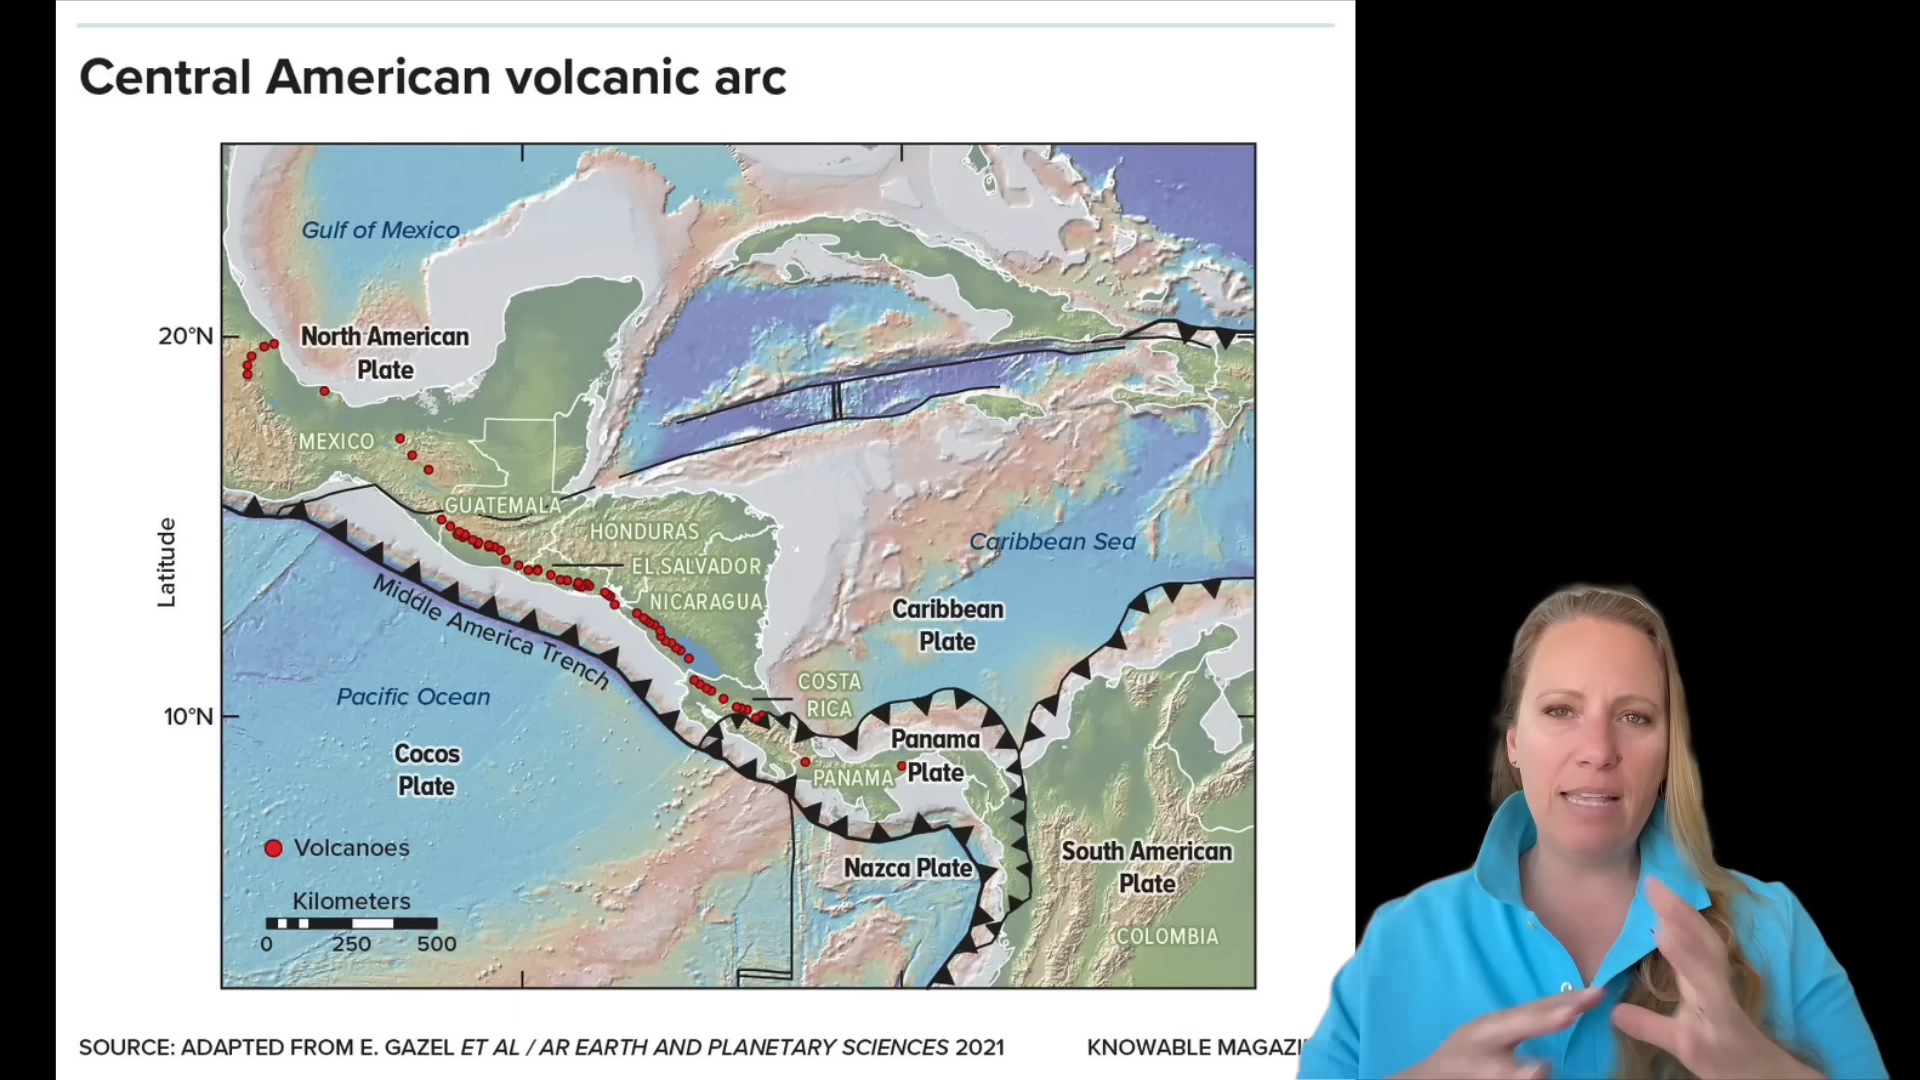 Central American volcanic arc
Gulf of Mexico
20°N
North American
Plate
MEXICO
GUATEMALA
HONDURAS
Caribbean Sea
EL SALVADOR
Latitude
NICARAGUA
Middle America Trench
Caribbean
Plate
COSTA
RICA
Pacific Ocean
10°N
Cocos
Plate
Panama
Plate
PANAMA
Volcanoes
Nazca Plate
South American
Plate
Kilometers
0 250 500
COLOMBIA
SOURCE: ADAPTED FROM E. GAZEL ET AL / AR EARTH AND PLANETARY SCIENCES 2021
KNOWABLE